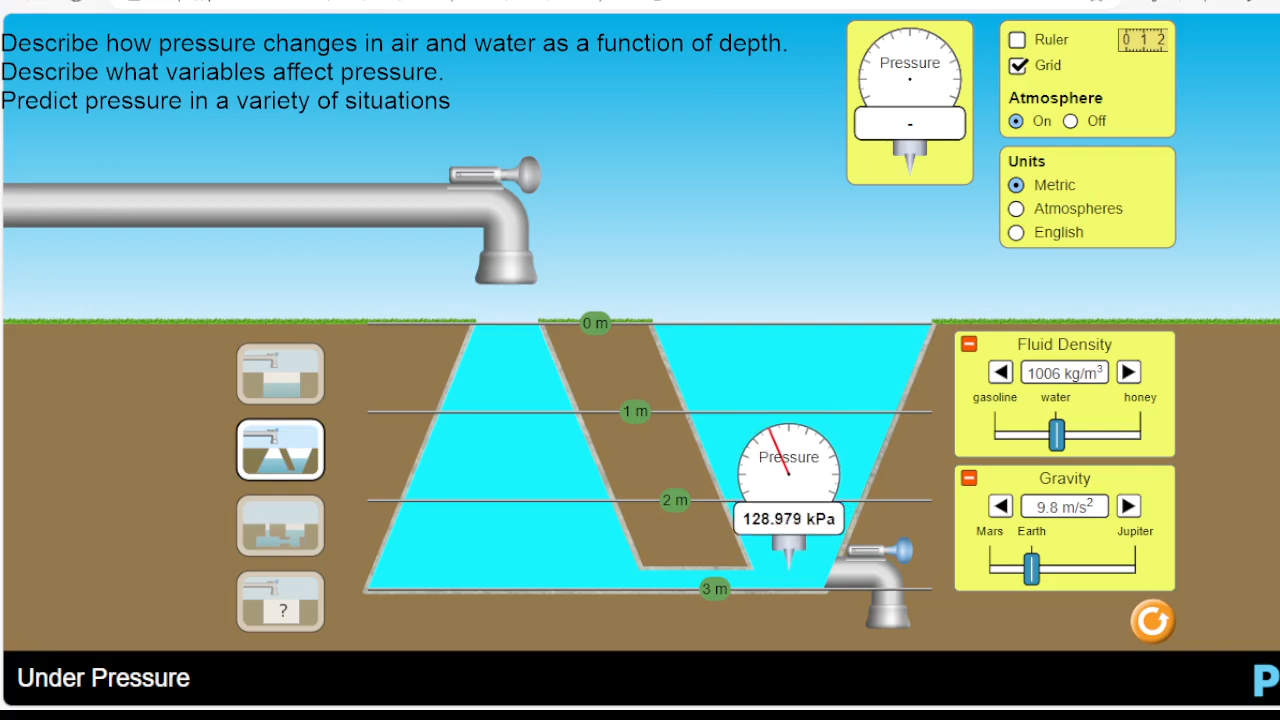 Describe how pressure changes in air and water as a function of depth.
Describe what variables affect pressure.
Predict pressure in a variety of situations
Pressure
-
Ruler
0 1 2
Grid
Atmosphere
On Off
Units
Metric
Atmospheres
English
0 m
1 m
2 m
3 m
Pressure
128.979 kPa
Fluid Density
1006 kg/m³
gasoline water honey
Gravity
9.8 m/s²
Mars Earth Jupiter
?
Under Pressure
P